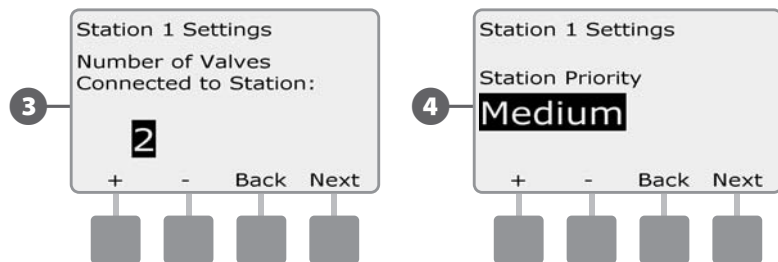 Station 1 Settings
Number of Valves
Connected to Station:
3
2
+ - Back Next
Station 1 Settings
Station Priority
4
Medium
+ - Back Next